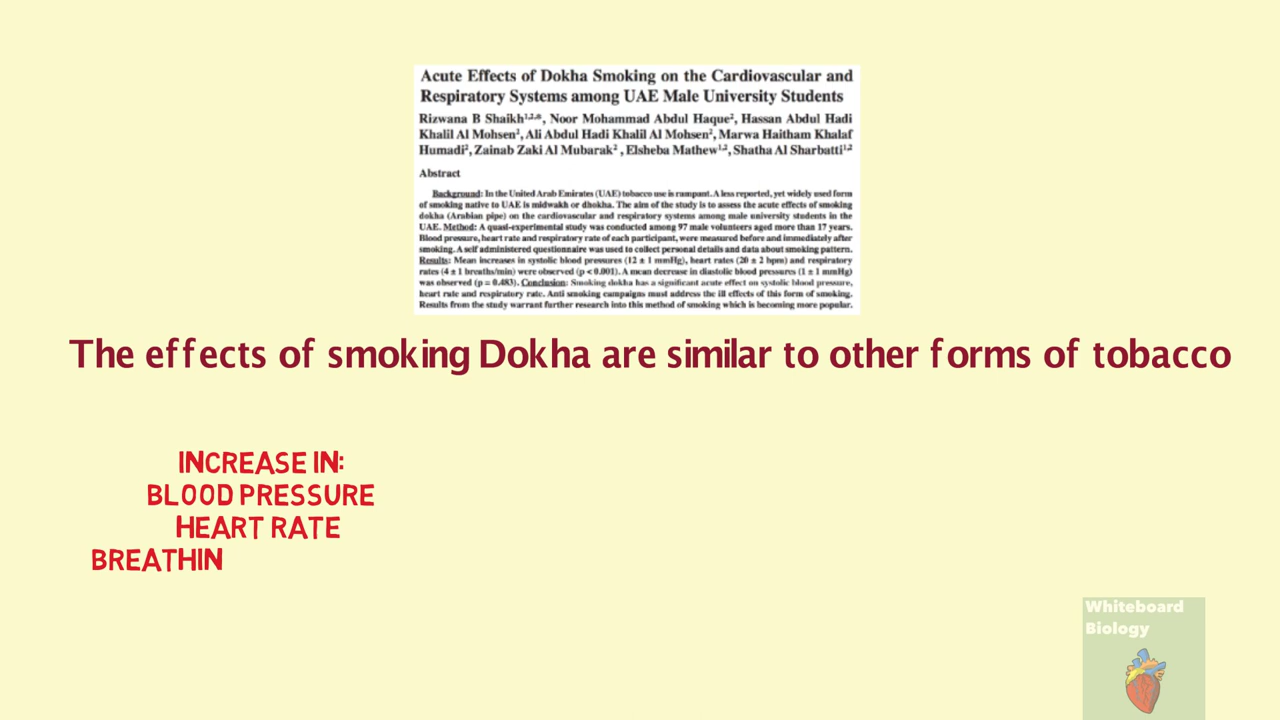 Acute Effects of Dokha Smoking on the Cardiovascular and
Respiratory Systems among UAE Male University Students
Rizwana B Shaikh¹,²,*, Noor Mohammad Abdul Haque², Hassan Abdul Hadi
Khalil Al Mohsen², Ali Abdul Hadi Khalil Al Mohsen², Marwa Haitham Khalaf
Humadi², Zainab Zaki Al Mubarak², Elsheba Mathew¹,², Shatha Al Sharbatti¹,²
Abstract
Background: In the United Arab Emirates (UAE) tobacco use is rampant. A less reported, yet widely used form
of smoking native to UAE is midwakh or dhokha. The aim of the study is to assess the acute effects of smoking
dokha (Arabian pipe) on the cardiovascular and respiratory systems among male university students in the
UAE. Method: A quasi-experimental study was conducted among 97 male volunteers aged more than 17 years.
Blood pressure, heart rate and respiratory rate of each participant, were measured before and immediately after
smoking. A self administered questionnaire was used to collect personal details and data about smoking pattern.
Results: Mean increases in systolic blood pressures (12 ± 1 mmHg), heart rates (20 ± 2 bpm) and respiratory
rates (4 ± 1 breaths/min) were observed (p < 0.001). A mean decrease in diastolic blood pressures (1 ± 1 mmHg)
was observed (p = 0.483). Conclusion: Smoking dokha has a significant acute effect on systolic blood pressure,
heart rate and respiratory rate. Anti smoking campaigns must address the ill effects of this form of smoking.
Results from the study warrant further research into this method of smoking which is becoming more popular.
The effects of smoking Dokha are similar to other forms of tobacco
INCREASE IN:
BLOOD PRESSURE
HEART RATE
BREATHIN
Whiteboard
Biology